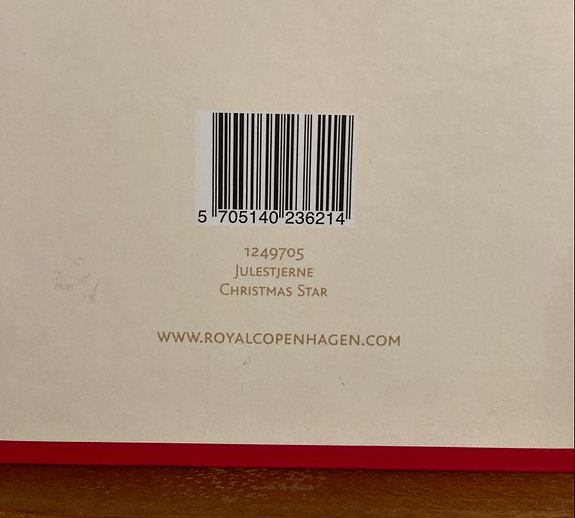 5 705140 236214
1249705
Julestjerne
Christmas Star
www.royalcopenhagen.com